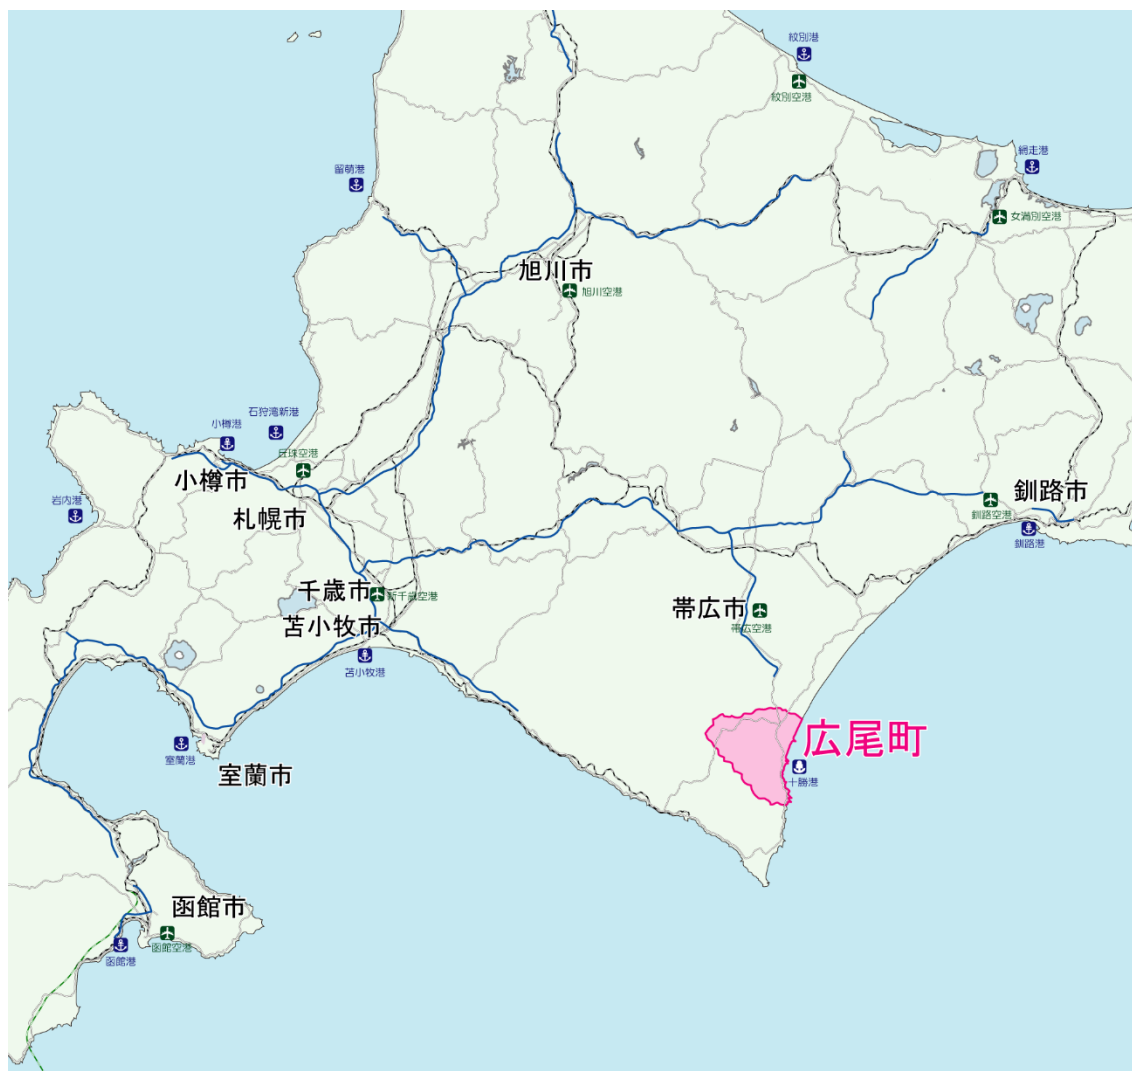 紋別港
紋別空港
網走港
留萌港
女満別空港
旭川市
旭川空港
石狩湾新港
小樽港
丘珠空港
小樽市
札幌市
岩内港
釧路市
釧路空港
釧路港
千歳市
新千歳空港
苫小牧市
苫小牧港
帯広市
帯広空港
広尾町
十勝港
室蘭港
室蘭市
函館市
函館空港
函館港